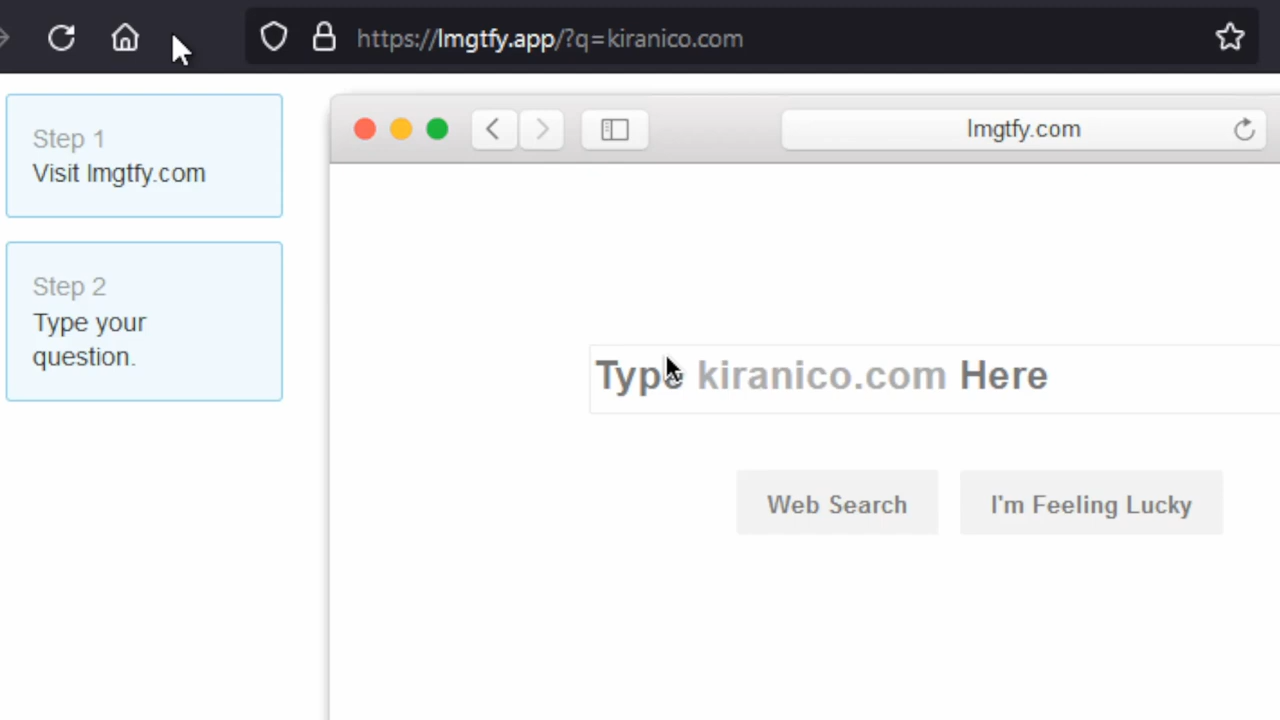 https://lmgtfy.app/?q=kiranico.com
Step 1
Visit lmgtfy.com
Step 2
Type your
question.
lmgtfy.com
Type kiranico.com Here
Web Search
I'm Feeling Lucky